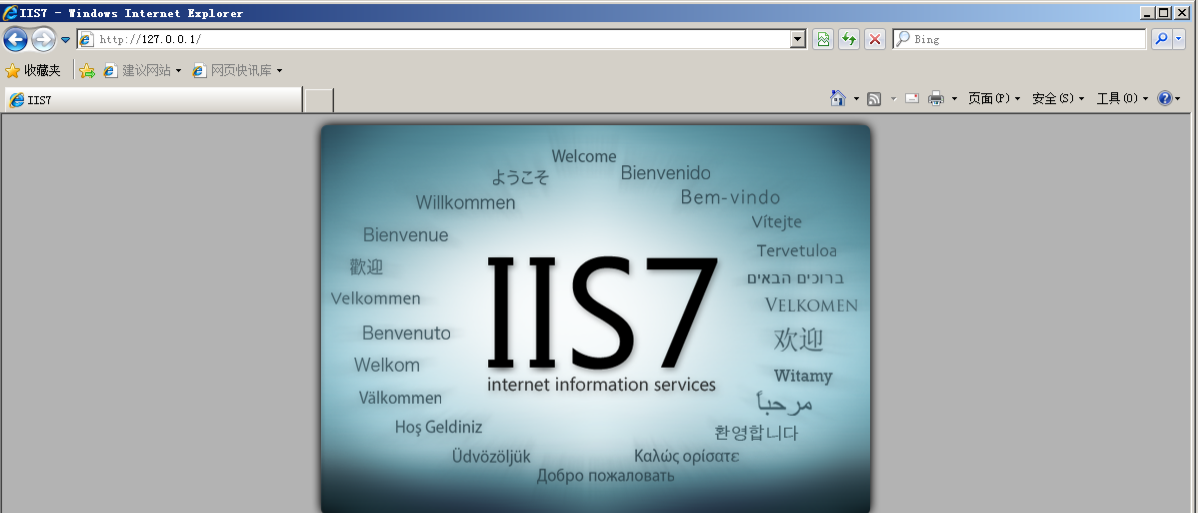 IIS7 - Windows Internet Explorer
http://127.0.0.1/
Bing
收藏夹
建议网站
网页快讯库
IIS7
页面(P)
安全(S)
工具(O)
Welcome
ようこそ
Bienvenido
Willkommen
Bem-vindo
Vítejte
Bienvenue
Tervetuloa
歡迎
ברוכים הבאים
Velkommen
VELKOMEN
IIS7
Benvenuto
欢迎
Welkom
Witamy
internet information services
Välkommen
مرحباً
Hoş Geldiniz
환영합니다
Üdvözöljük
Καλώς ορίσατε
Добро пожаловать